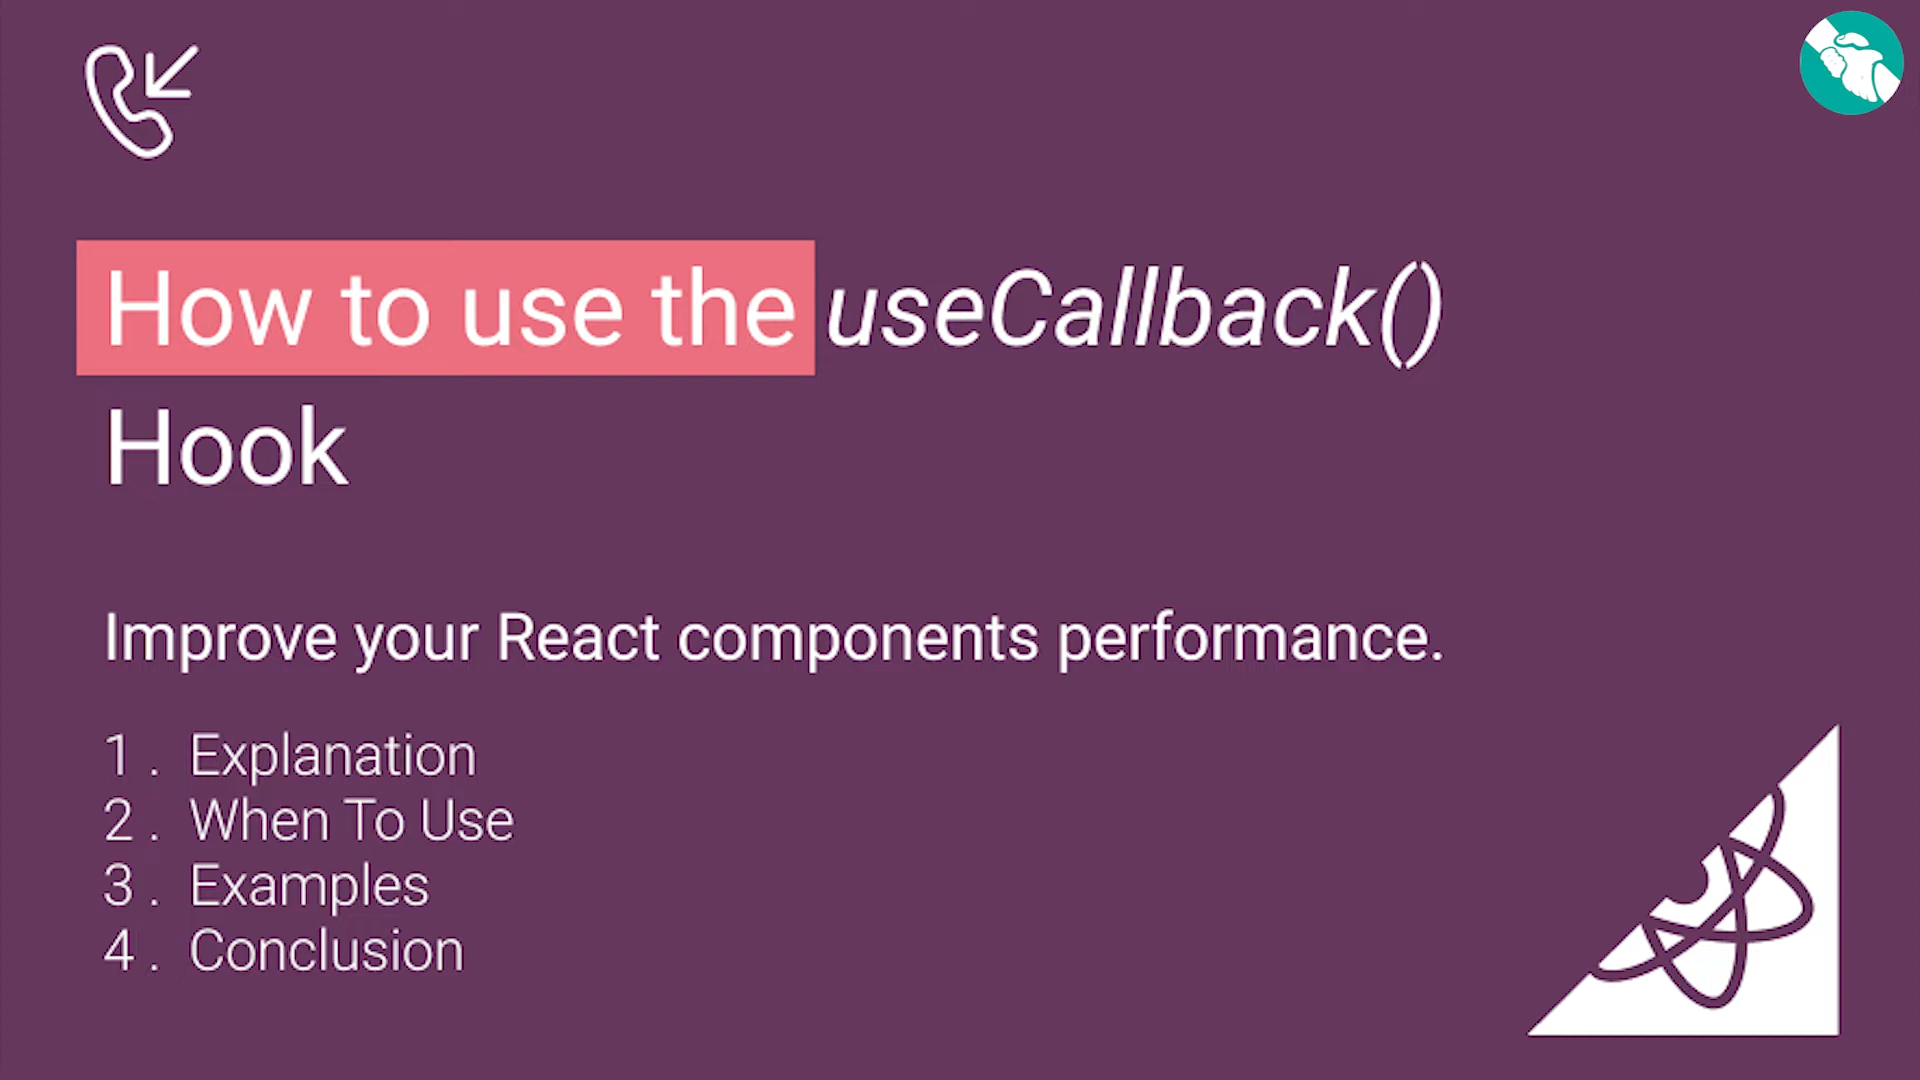 How to use the useCallback()
Hook
Improve your React components performance.
1 . Explanation
2 . When To Use
3 . Examples
4 . Conclusion